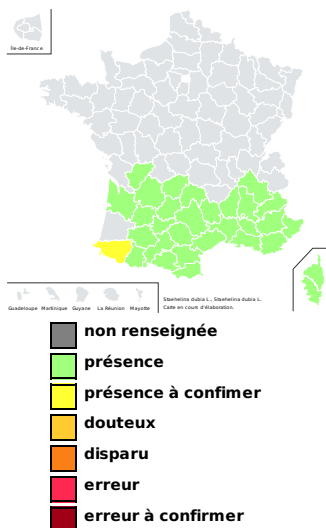 Île-de-France
Guadeloupe Martinique Guyane La Réunion Mayotte
Staehelina dubia L., Staehelina dubia L.
Carte en cours d'élaboration.
non renseignée
présence
présence à confimer
douteux
disparu
erreur
erreur à confirmer